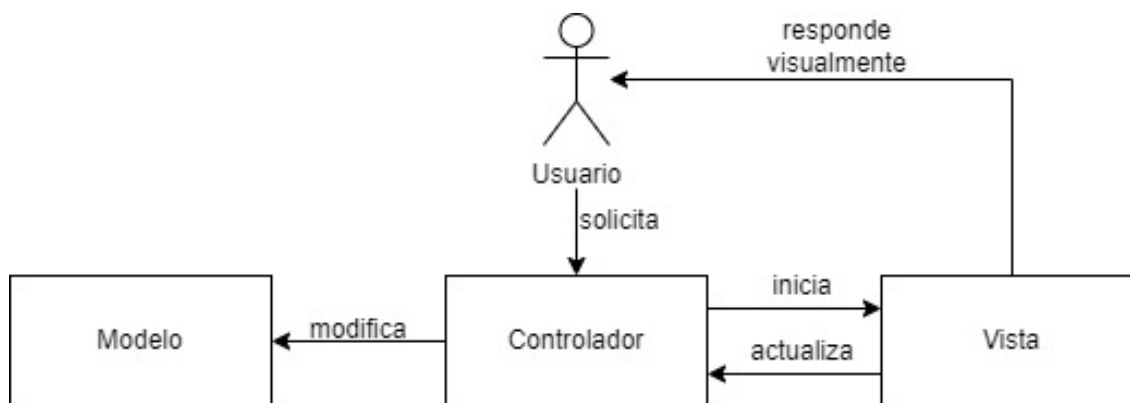 responde
visualmente
Usuario
solicita
Modelo
modifica
Controlador
inicia
actualiza
Vista